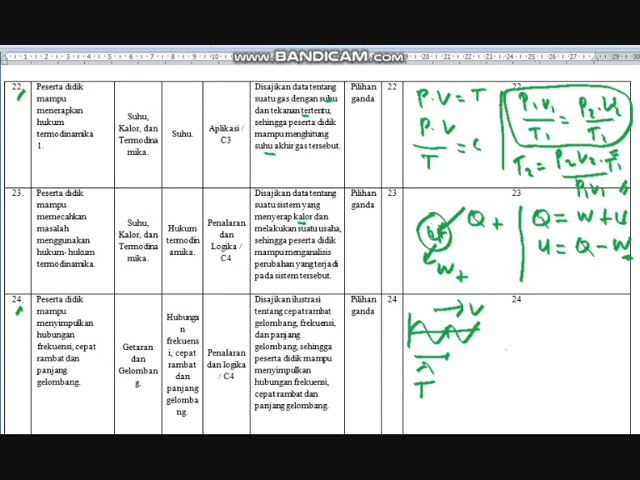 www.BANDICAM.com
22.
Peserta didik
mampu
menerapkan
hukum
termodinamika
1.
Suhu,
Kalor, dan
Termodina
mika.
Suhu.
Aplikasi /
C3
Disajikan data tentang
suatu gas dengan suhu
dan tekanan tertentu,
sehingga peserta didik
mampu menghitung
suhu akhir gas tersebut.
Pilihan
ganda
22
P.V = T
P.V
T = C
22
P1V1 = P2.V2
T1 T1
T2 = P2V2.T1
P1V1
23.
Peserta didik
mampu
memecahkan
masalah
menggunakan
hukum-hukum
termodinamika.
Suhu,
Kalor, dan
Termodina
mika.
Hukum
termodin
amika.
Penalaran
dan
Logika /
C4
Disajikan data tentang
suatu sistem yang
menyerap kalor dan
melakukan suatu usaha,
sehingga peserta didik
mampu menganalisis
perubahan yang terjadi
pada sistem tersebut.
Pilihan
ganda
23
Q +
W+
23
Q = W+U
U = Q-W
24.
Peserta didik
mampu
menyimpulkan
hubungan
frekuensi, cepat
rambat dan
panjang
gelombang.
Getaran
dan
Gelomban
g.
Hubunga
n
frekuens
i, cepat
rambat
dan
panjang
gelomba
ng.
Penalaran
dan logika
/ C4
Disajikan ilustrasi
tentang cepat rambat
gelombang, frekuensi,
dan panjang
gelombang, sehingga
peserta didik mampu
menyimpulkan
hubungan frekuensi,
cepat rambat dan
panjang gelombang.
Pilihan
ganda
24
V
λ
T
24